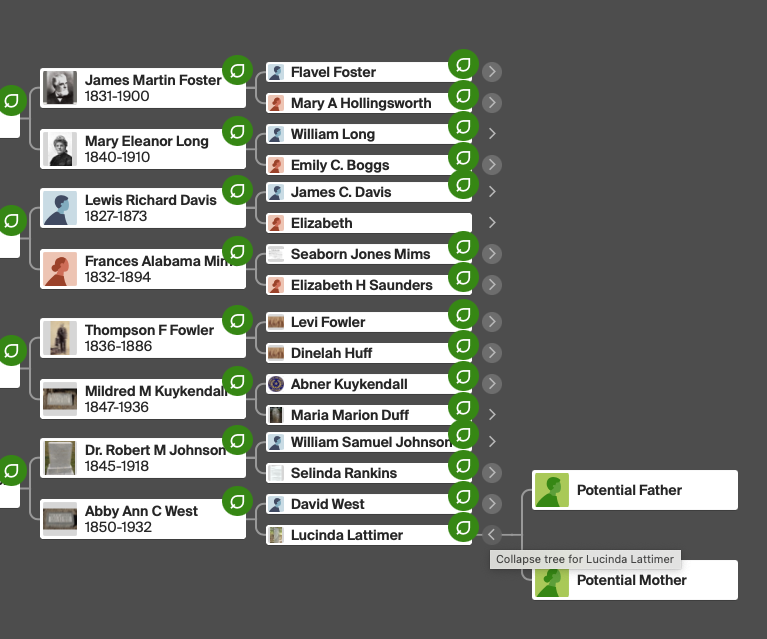 James Martin Foster
1831-1900
Flavel Foster
Mary A Hollingsworth
Mary Eleanor Long
1840-1910
William Long
Emily C. Boggs
Lewis Richard Davis
1827-1873
James C. Davis
Elizabeth
Frances Alabama Mim
1832-1894
Seaborn Jones Mims
Elizabeth H Saunders
Thompson F Fowler
1836-1886
Levi Fowler
Dinelah Huff
Mildred M Kuykendall
1847-1936
Abner Kuykendall
Maria Marion Duff
Dr. Robert M Johnson
1845-1918
William Samuel Johnson
Selinda Rankins
Abby Ann C West
1850-1932
David West
Lucinda Lattimer
Potential Father
Collapse tree for Lucinda Lattimer
Potential Mother